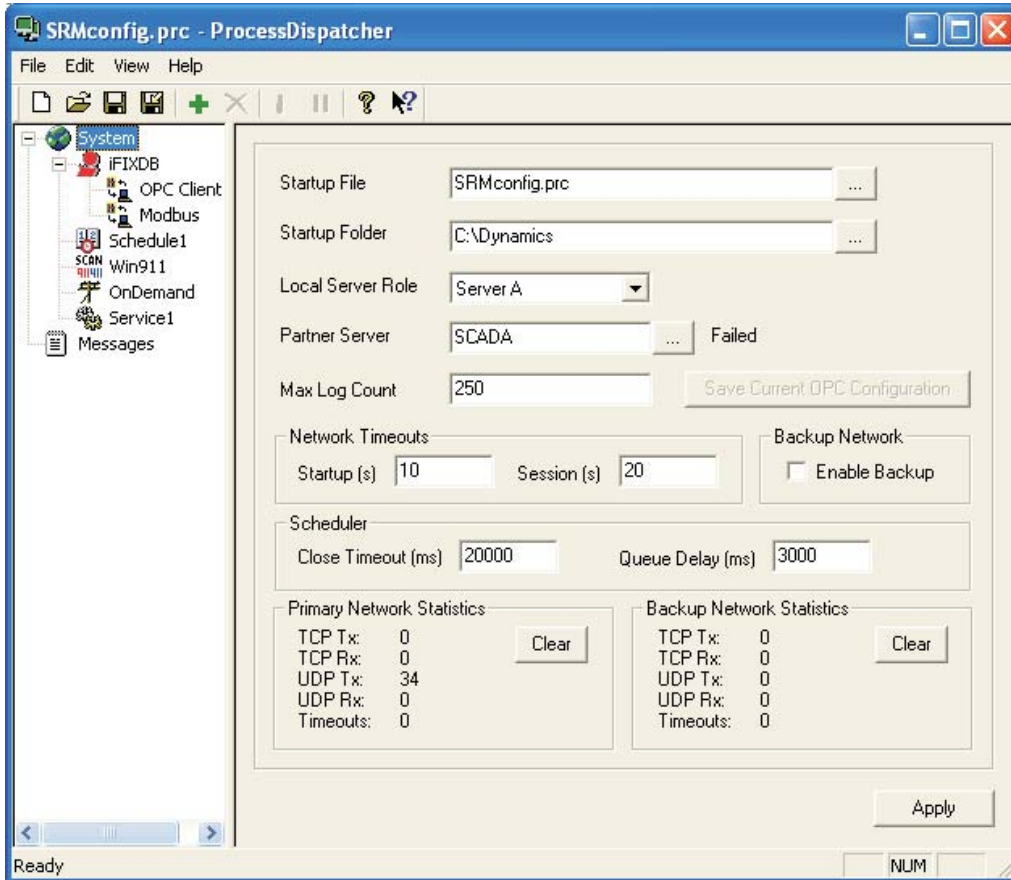 SRMconfig.prc - ProcessDispatcher
File Edit View Help
System
iFIXDB
OPC Client
Modbus
Schedule1
SCAN Win911
OnDemand
Service1
Messages
Startup File SRMconfig.prc ...
Startup Folder C:\Dynamics ...
Local Server Role Server A
Partner Server SCADA ... Failed
Max Log Count 250 Save Current OPC Configuration
Network Timeouts
Startup (s) 10 Session (s) 20
Backup Network
Enable Backup
Scheduler
Close Timeout (ms) 20000 Queue Delay (ms) 3000
Primary Network Statistics
TCP Tx: 0 Clear
TCP Rx: 0
UDP Tx: 34
UDP Rx: 0
Timeouts: 0
Backup Network Statistics
TCP Tx: 0 Clear
TCP Rx: 0
UDP Tx: 0
UDP Rx: 0
Timeouts: 0
Apply
Ready NUM